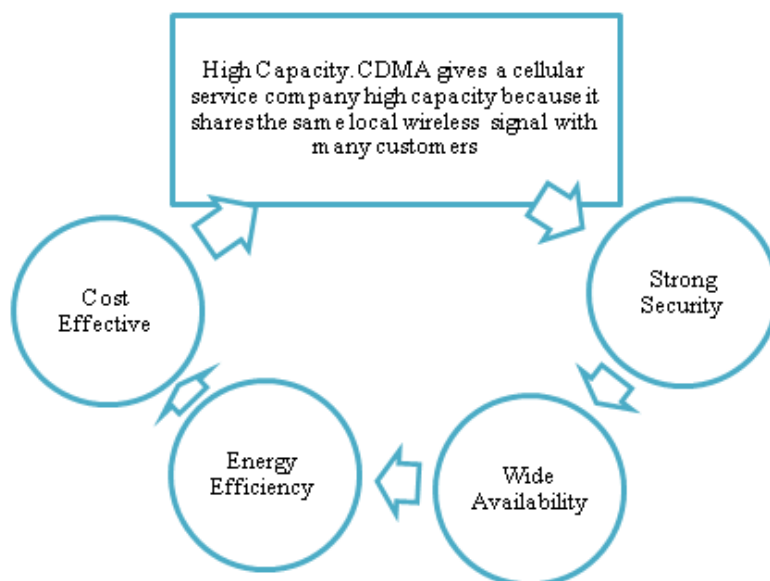 High Capacity. CDMA gives a cellular
service company high capacity because it
shares the same local wireless signal with
many customers
Strong
Security
Wide
Availability
Energy
Efficiency
Cost
Effective